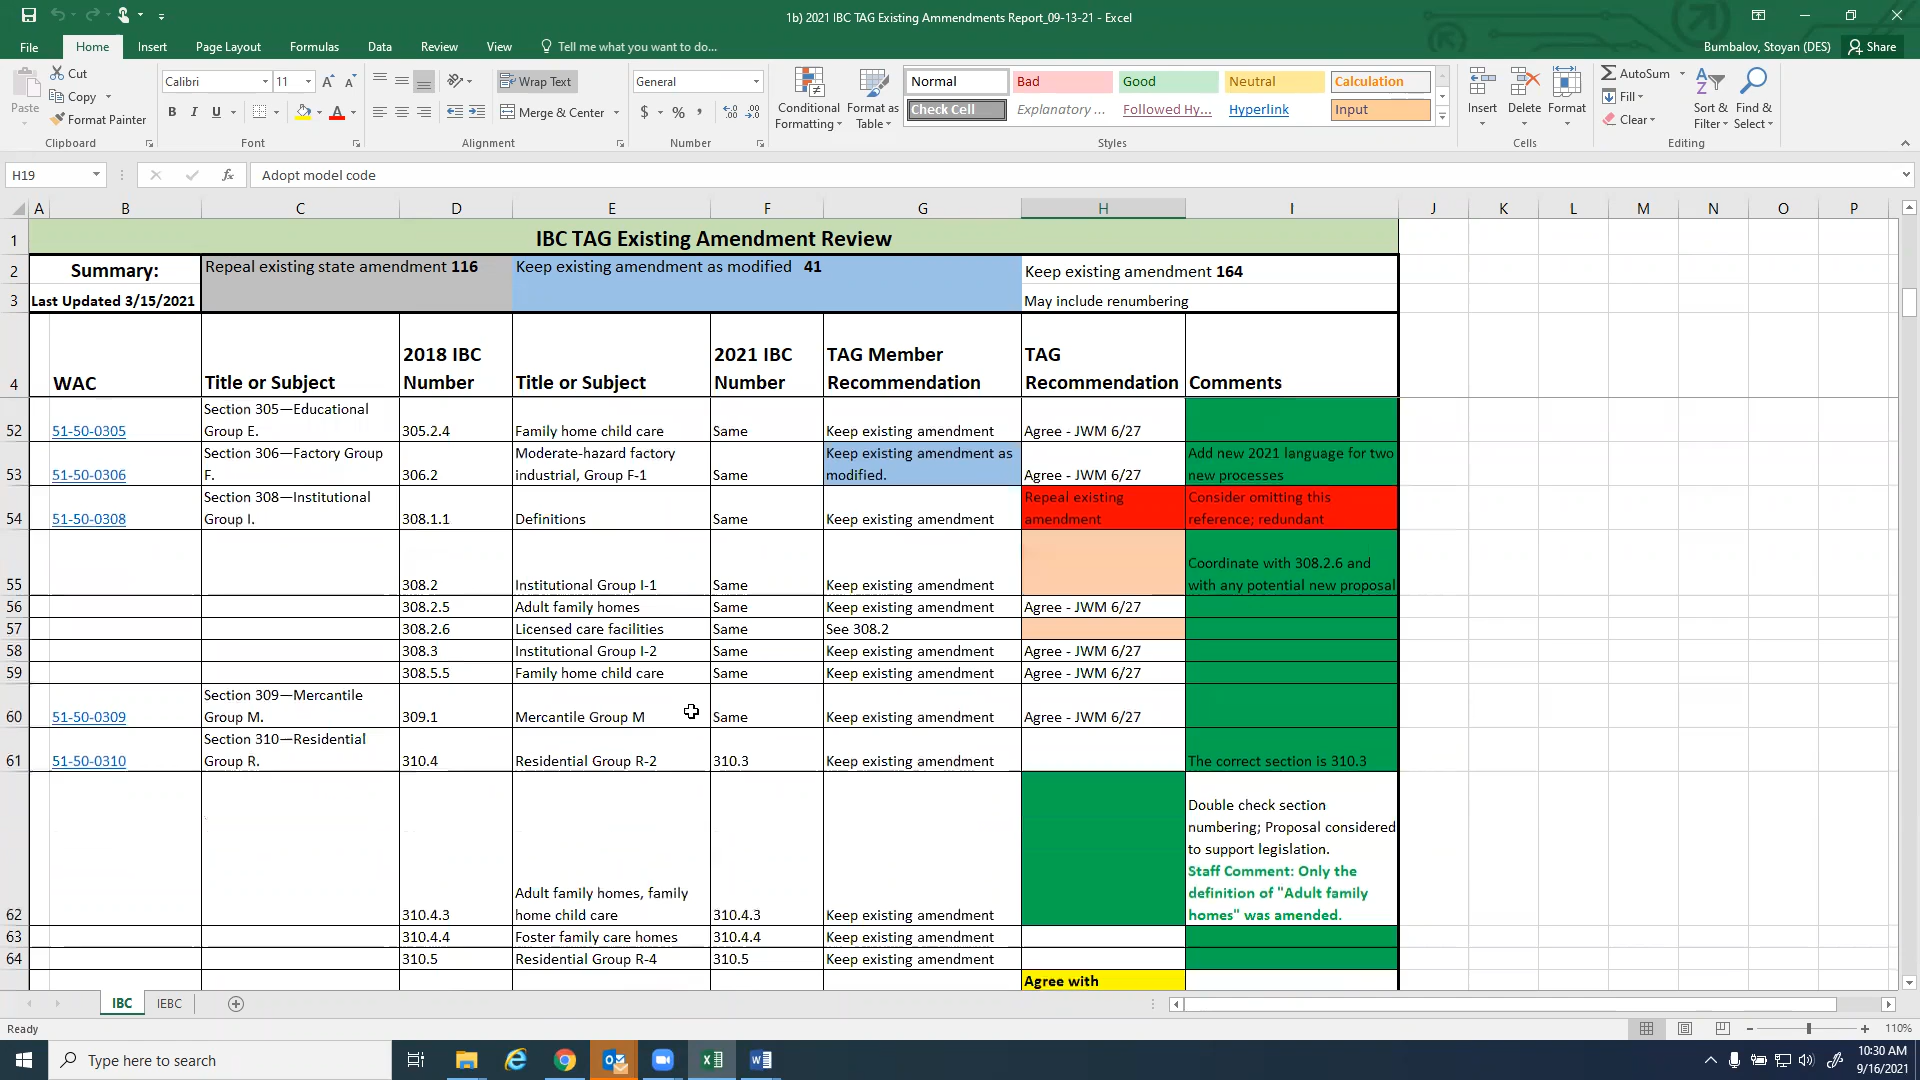 1b) 2021 IBC TAG Existing Ammendments Report_09-13-21 - Excel
File Home Insert Page Layout Formulas Data Review View Tell me what you want to do... Bumbalov, Stoyan (DES) Share
Paste Cut Copy Format Painter Clipboard
Calibri 11 B I U Font
Wrap Text Merge & Center Alignment
General $ % Number
Conditional Formatting Format as Table
Normal Bad Good Neutral Calculation
Check Cell Explanatory ... Followed Hy... Hyperlink Input
Styles
Insert Delete Format Cells
AutoSum Fill Clear Sort & Filter Find & Select Editing
H19 fx Adopt model code
A B C D E F G H I J K L M N O P
1 IBC TAG Existing Amendment Review
2 Summary: Repeal existing state amendment 116 Keep existing amendment as modified 41 Keep existing amendment 164
3 Last Updated 3/15/2021 May include renumbering
4 WAC Title or Subject 2018 IBC Number Title or Subject 2021 IBC Number TAG Member Recommendation TAG Recommendation Comments
52 51-50-0305 Section 305—Educational Group E. 305.2.4 Family home child care Same Keep existing amendment Agree - JWM 6/27
53 51-50-0306 Section 306—Factory Group F. 306.2 Moderate-hazard factory industrial, Group F-1 Same Keep existing amendment as modified. Agree - JWM 6/27 Add new 2021 language for two new processes
54 51-50-0308 Section 308—Institutional Group I. 308.1.1 Definitions Same Keep existing amendment Repeal existing amendment Consider omitting this reference; redundant
55 308.2 Institutional Group I-1 Same Keep existing amendment Coordinate with 308.2.6 and with any potential new proposal
56 308.2.5 Adult family homes Same Keep existing amendment Agree - JWM 6/27
57 308.2.6 Licensed care facilities Same See 308.2
58 308.3 Institutional Group I-2 Same Keep existing amendment Agree - JWM 6/27
59 308.5.5 Family home child care Same Keep existing amendment Agree - JWM 6/27
60 51-50-0309 Section 309—Mercantile Group M. 309.1 Mercantile Group M Same Keep existing amendment Agree - JWM 6/27
61 51-50-0310 Section 310—Residential Group R. 310.4 Residential Group R-2 310.3 Keep existing amendment The correct section is 310.3
62 310.4.3 Adult family homes, family home child care 310.4.3 Keep existing amendment Double check section numbering; Proposal considered to support legislation. Staff Comment: Only the definition of "Adult family homes" was amended.
63 310.4.4 Foster family care homes 310.4.4 Keep existing amendment
64 310.5 Residential Group R-4 310.5 Keep existing amendment
Agree with
IBC IEBC
Ready 110%
Type here to search 10:30 AM
9/16/2021